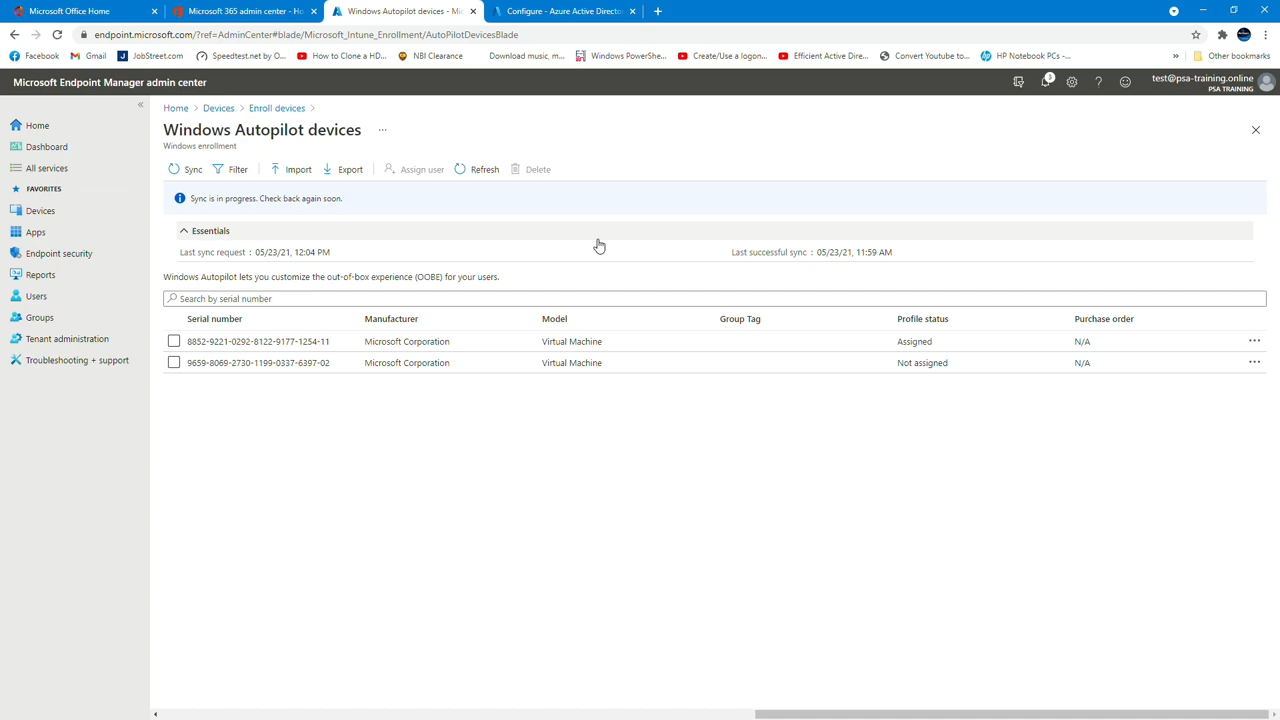 Microsoft Office Home
Microsoft 365 admin center - Ho
Windows Autopilot devices - Mic
Configure - Azure Active Director
endpoint.microsoft.com/?ref=AdminCenter#blade/Microsoft_Intune_Enrollment/AutoPilotDevicesBlade
Facebook
Gmail
JobStreet.com
Speedtest.net by O...
How to Clone a HD...
NBI Clearance
Download music, m...
Windows PowerShe...
Create/Use a logon...
Efficient Active Dire...
Convert Youtube to...
HP Notebook PCs -...
»
Other bookmarks
Microsoft Endpoint Manager admin center
test@psa-training.online
PSA TRAINING
Home
Dashboard
All services
FAVORITES
Devices
Apps
Endpoint security
Reports
Users
Groups
Tenant administration
Troubleshooting + support
Home > Devices > Enroll devices >
Windows Autopilot devices ...
Windows enrollment
Sync Filter Import Export Assign user Refresh Delete
Sync is in progress. Check back again soon.
Essentials
Last sync request : 05/23/21, 12:04 PM Last successful sync : 05/23/21, 11:59 AM
Windows Autopilot lets you customize the out-of-box experience (OOBE) for your users.
Search by serial number
Serial number Manufacturer Model Group Tag Profile status Purchase order
8852-9221-0292-8122-9177-1254-11 Microsoft Corporation Virtual Machine Assigned N/A ...
9659-8069-2730-1199-0337-6397-02 Microsoft Corporation Virtual Machine Not assigned N/A ...